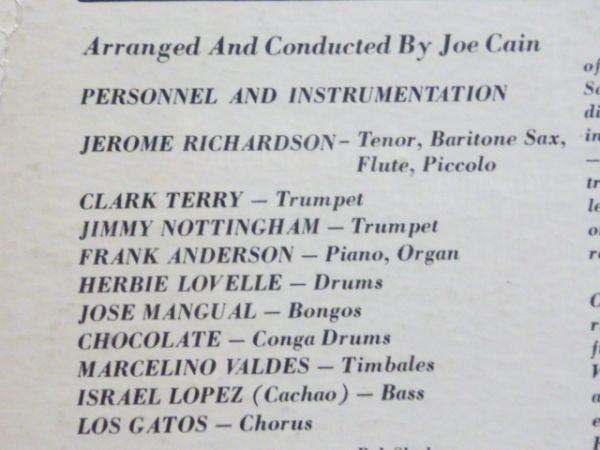 Arranged And Conducted By Joe Cain
PERSONNEL AND INSTRUMENTATION
JEROME RICHARDSON – Tenor, Baritone Sax,
Flute, Piccolo
CLARK TERRY — Trumpet
JIMMY NOTTINGHAM — Trumpet
FRANK ANDERSON — Piano, Organ
HERBIE LOVELLE — Drums
JOSE MANGUAL — Bongos
CHOCOLATE — Conga Drums
MARCELINO VALDES — Timbales
ISRAEL LOPEZ (Cachao) — Bass
LOS GATOS — Chorus